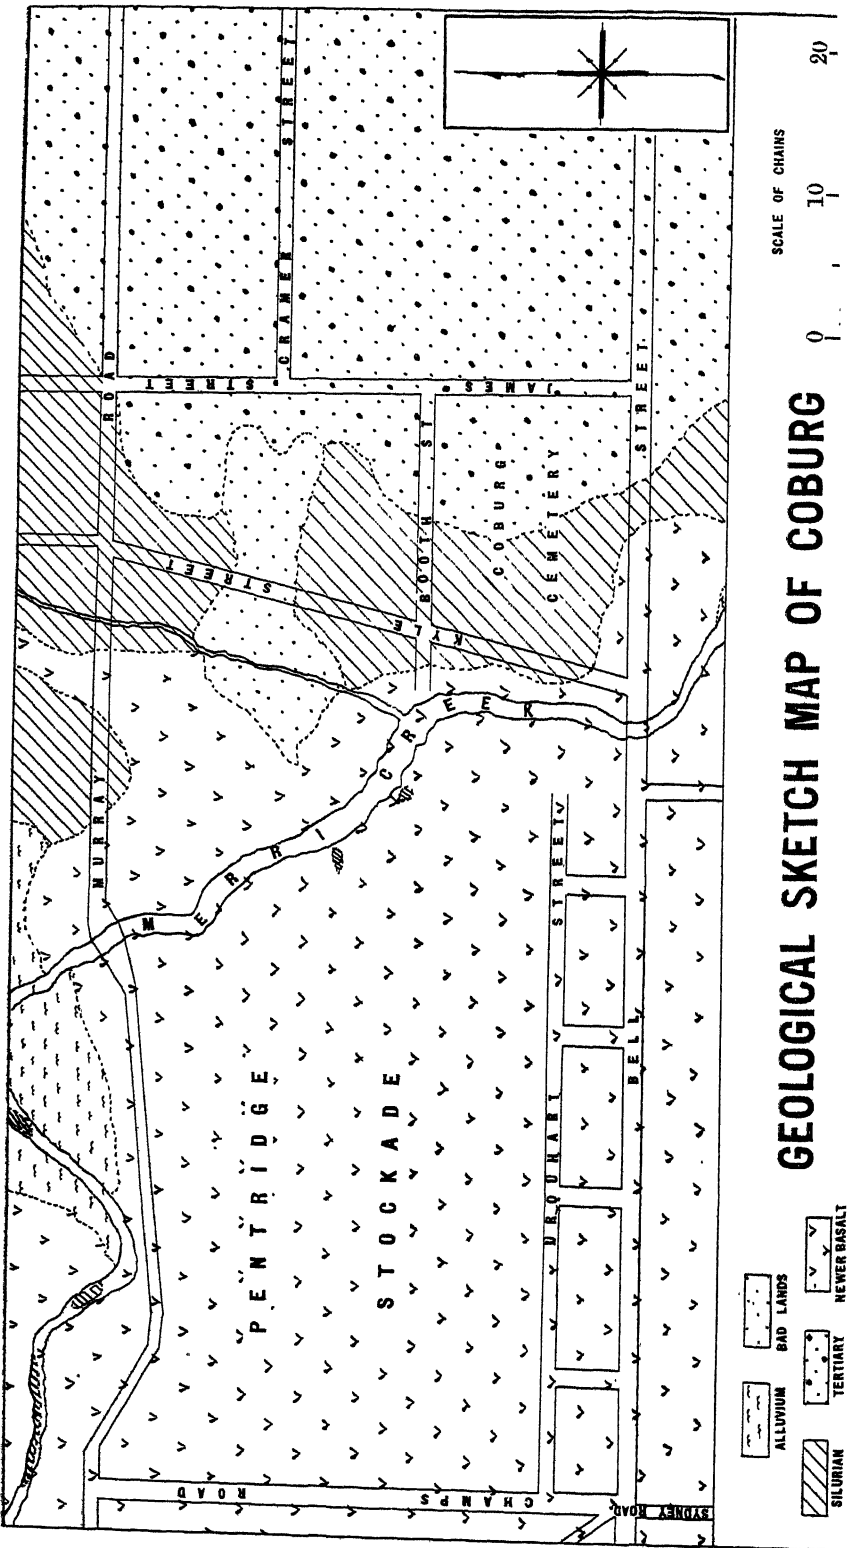 MURRAY ROAD
CRAMER STREET
JAMES STREET
BOOTH ST
KYLE STREET
COBURG
CEMETERY
MERRI CREEK
PENTRIDGE
STOCKADE
URQUHART STREET
BELL STREET
CHAMPS ROAD
SYDNEY ROAD
GEOLOGICAL SKETCH MAP OF COBURG
SCALE OF CHAINS
0 10 20
ALLUVIUM
BAD LANDS
SILURIAN
TERTIARY
NEWER BASALT